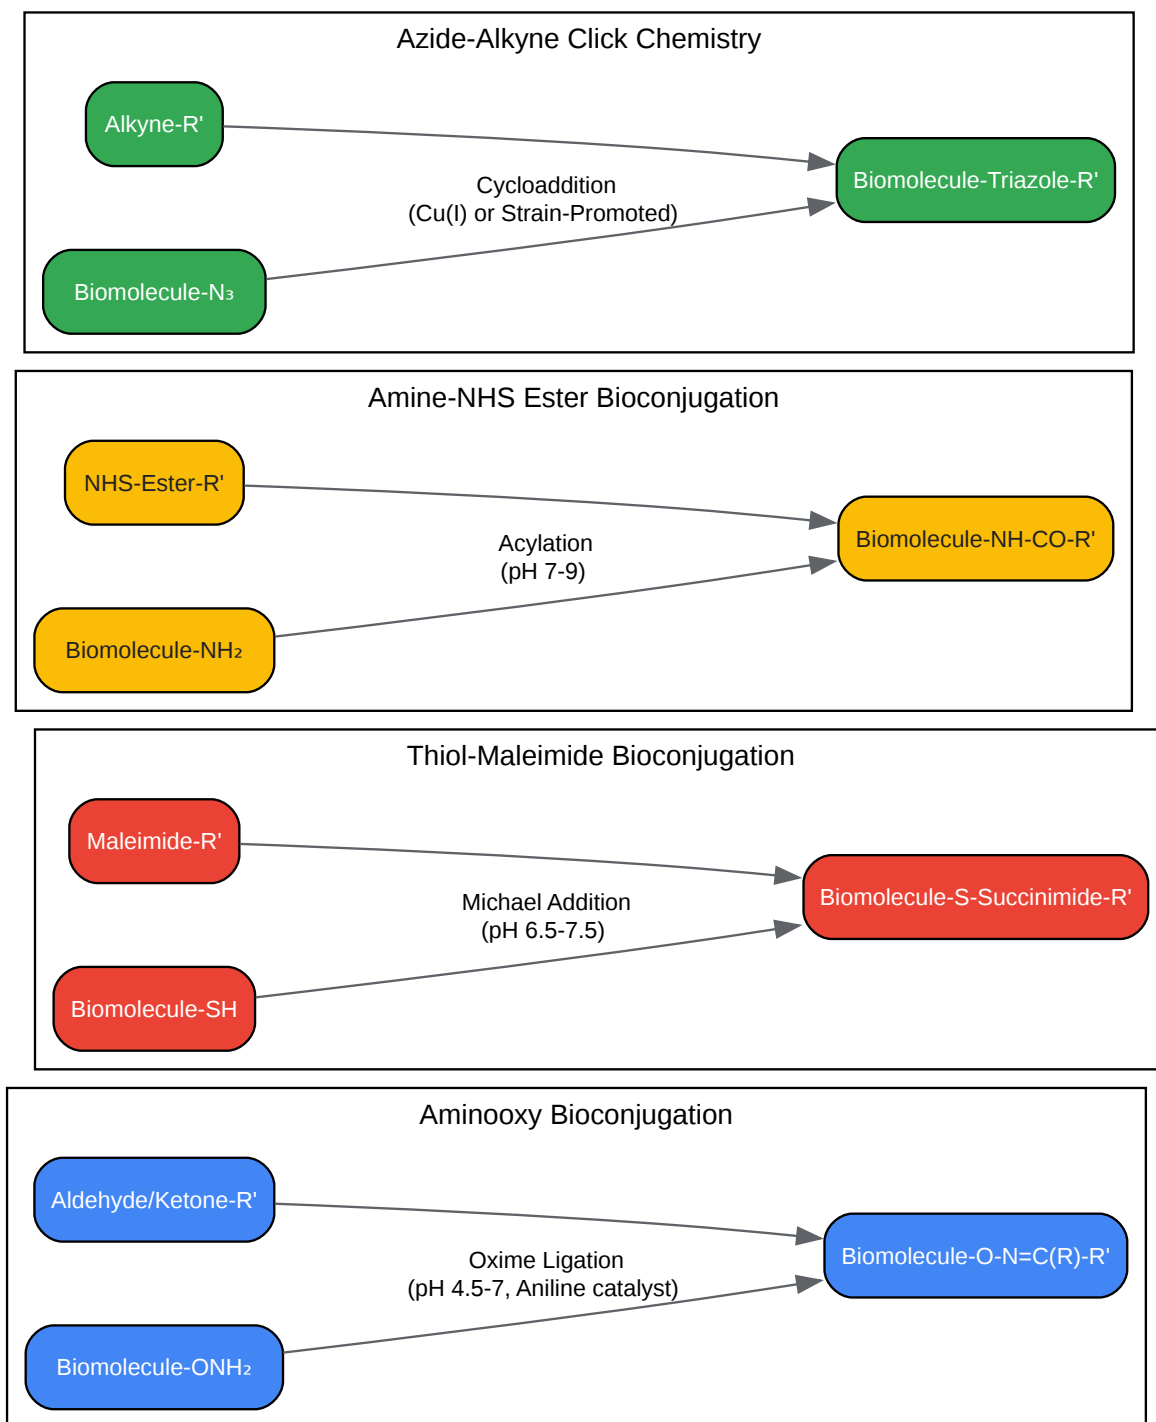 Azide-Alkyne Click Chemistry
Alkyne-R'
Cycloaddition
(Cu(I) or Strain-Promoted)
Biomolecule-Triazole-R'
Biomolecule-N₃
Amine-NHS Ester Bioconjugation
NHS-Ester-R'
Acylation
(pH 7-9)
Biomolecule-NH-CO-R'
Biomolecule-NH₂
Thiol-Maleimide Bioconjugation
Maleimide-R'
Michael Addition
(pH 6.5-7.5)
Biomolecule-S-Succinimide-R'
Biomolecule-SH
Aminooxy Bioconjugation
Aldehyde/Ketone-R'
Oxime Ligation
(pH 4.5-7, Aniline catalyst)
Biomolecule-O-N=C(R)-R'
Biomolecule-ONH₂